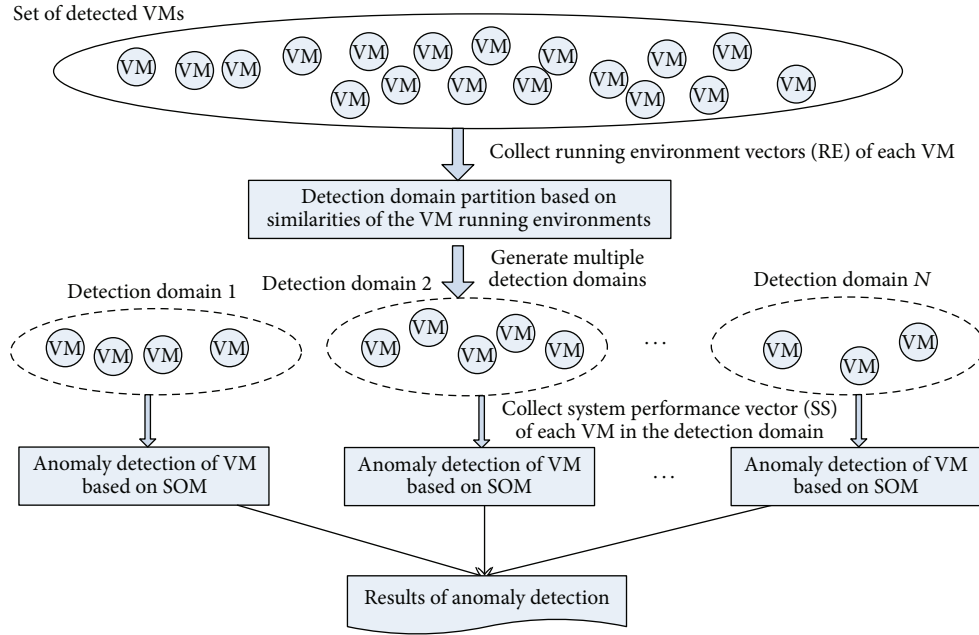 Set of detected VMs
VM VM VM VM VM VM VM VM VM VM
VM VM VM VM VM VM VM VM
Collect running environment vectors (RE) of each VM
Detection domain partition based on
similarities of the VM running environments
Generate multiple
detection domains
Detection domain 1
Detection domain 2
Detection domain N
VM VM VM VM
VM VM VM VM VM
...
VM VM VM
Collect system performance vector (SS)
of each VM in the detection domain
Anomaly detection of VM
based on SOM
Anomaly detection of VM
based on SOM
...
Anomaly detection of VM
based on SOM
Results of anomaly detection